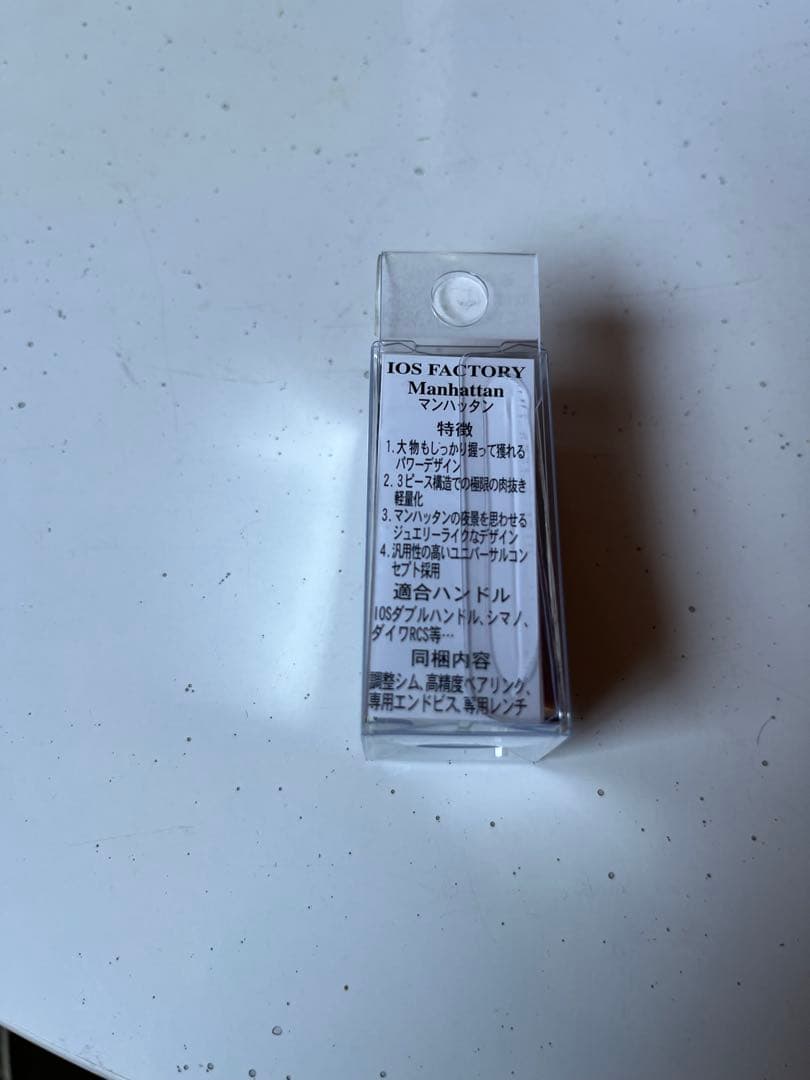 IOS FACTORY
Manhattan
マンハッタン
特徴
1.大物もしっかり握って獲れる
パワーデザイン
2.3ピース構造での極限の肉抜き
軽量化
3.マンハッタンの夜景を思わせる
ジュエリーライクなデザイン
4.汎用性の高いユニバーサルコン
セプト採用
適合ハンドル
IOSダブルハンドル、シマノ、
ダイワRCS等…
同梱内容
調整シム、高精度ベアリング、
専用エンドビス、専用レンチ